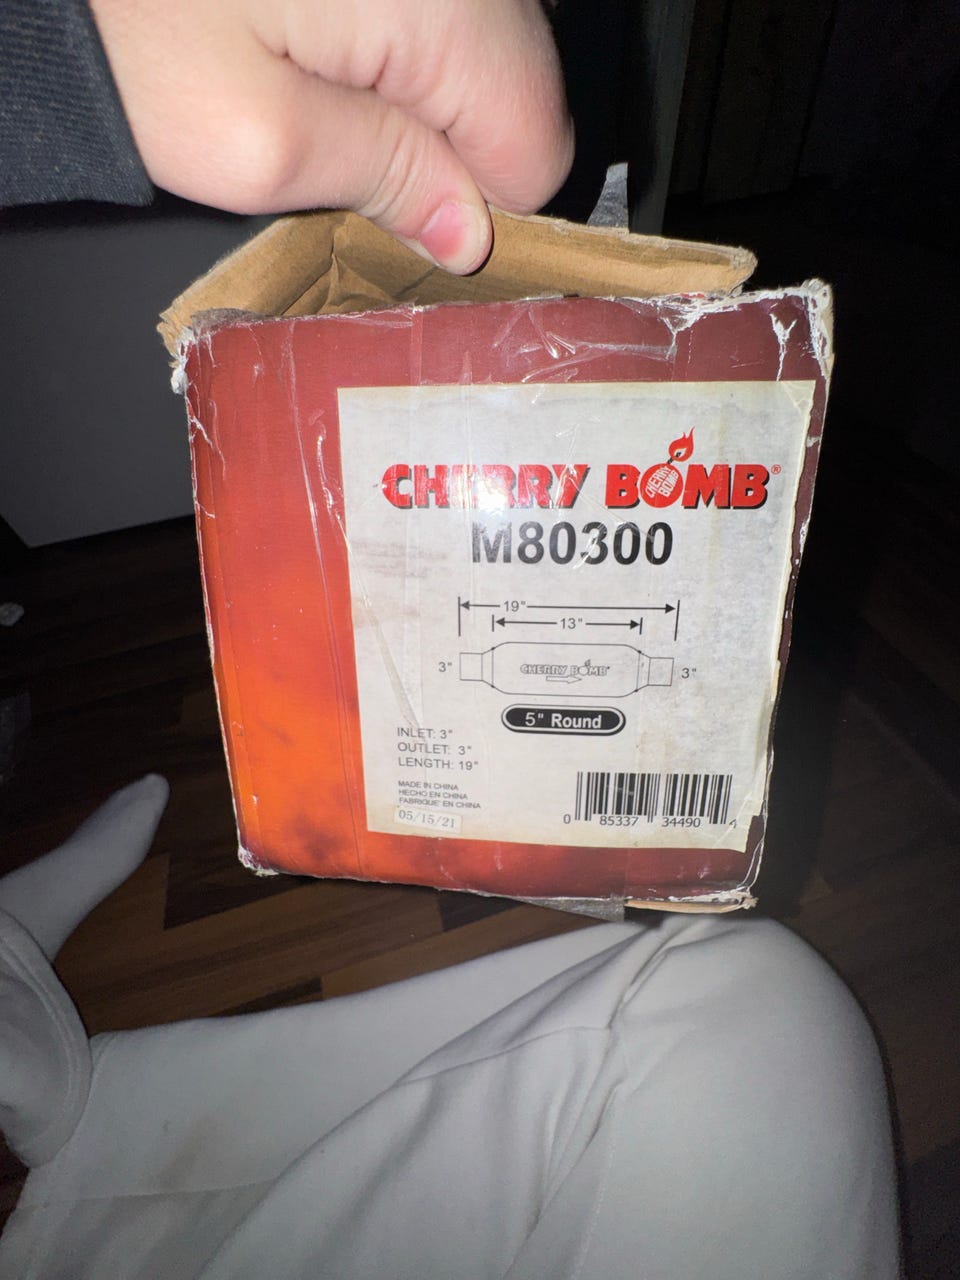 CHERRY BOMB®
CHERRY BOMB
M80300
19"
13"
3"
CHERRY BOMB
3"
5" Round
INLET: 3"
OUTLET: 3"
LENGTH: 19"
MADE IN CHINA
HECHO EN CHINA
FABRIQUE' EN CHINA
05/15/21
0 85337 34490 4